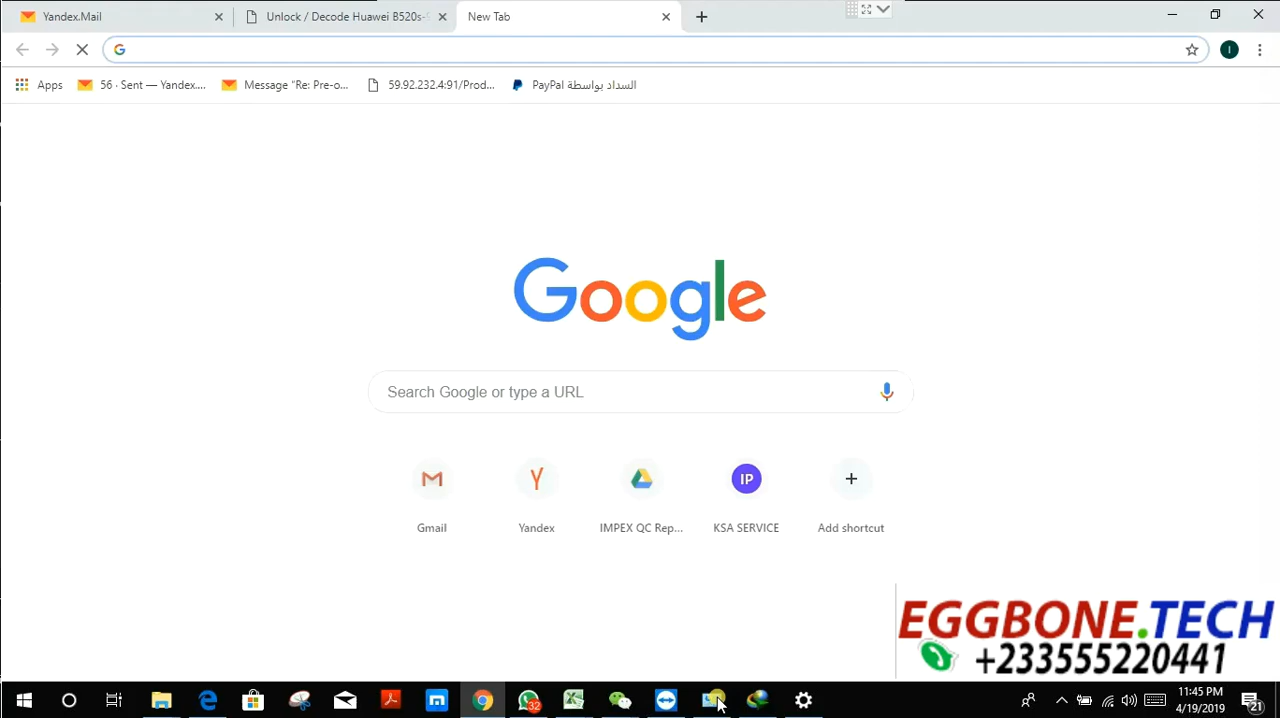 Yandex.Mail
Unlock / Decode Huawei B520s-
New Tab
Apps
56 · Sent — Yandex....
Message "Re: Pre-o...
59.92.232.4:91/Prod...
السداد بواسطة PayPal
Google
Search Google or type a URL
IP
Gmail
Yandex
IMPEX QC Rep...
KSA SERVICE
Add shortcut
EGGBONE.TECH
+233555220441
32
11:45 PM
4/19/2019
21